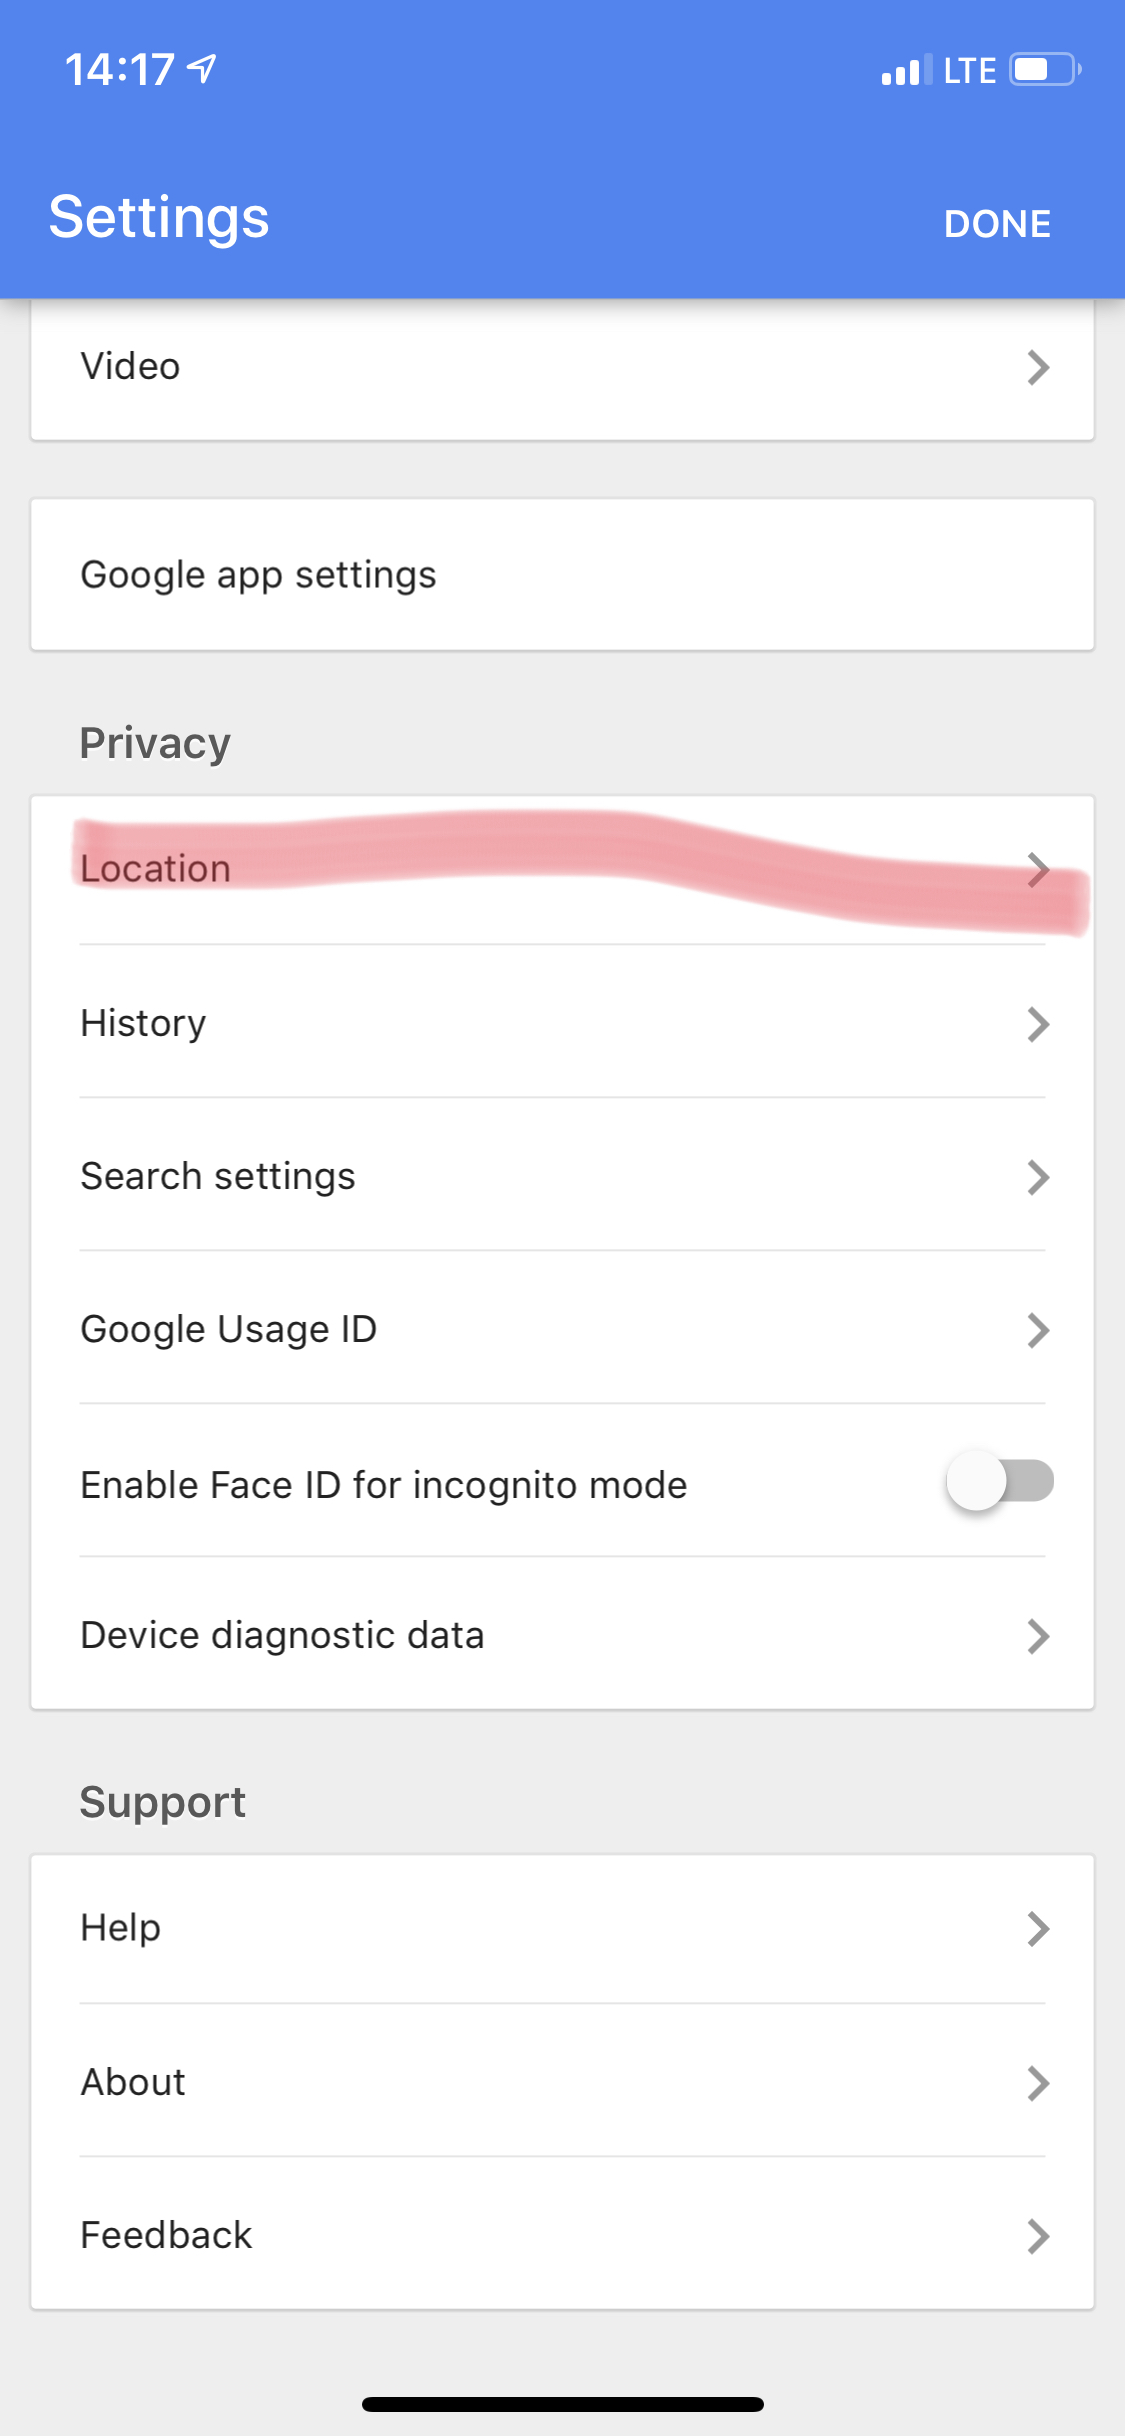 14:17
LTE
Settings
DONE
Video
Google app settings
Privacy
Location
History
Search settings
Google Usage ID
Enable Face ID for incognito mode
Device diagnostic data
Support
Help
About
Feedback